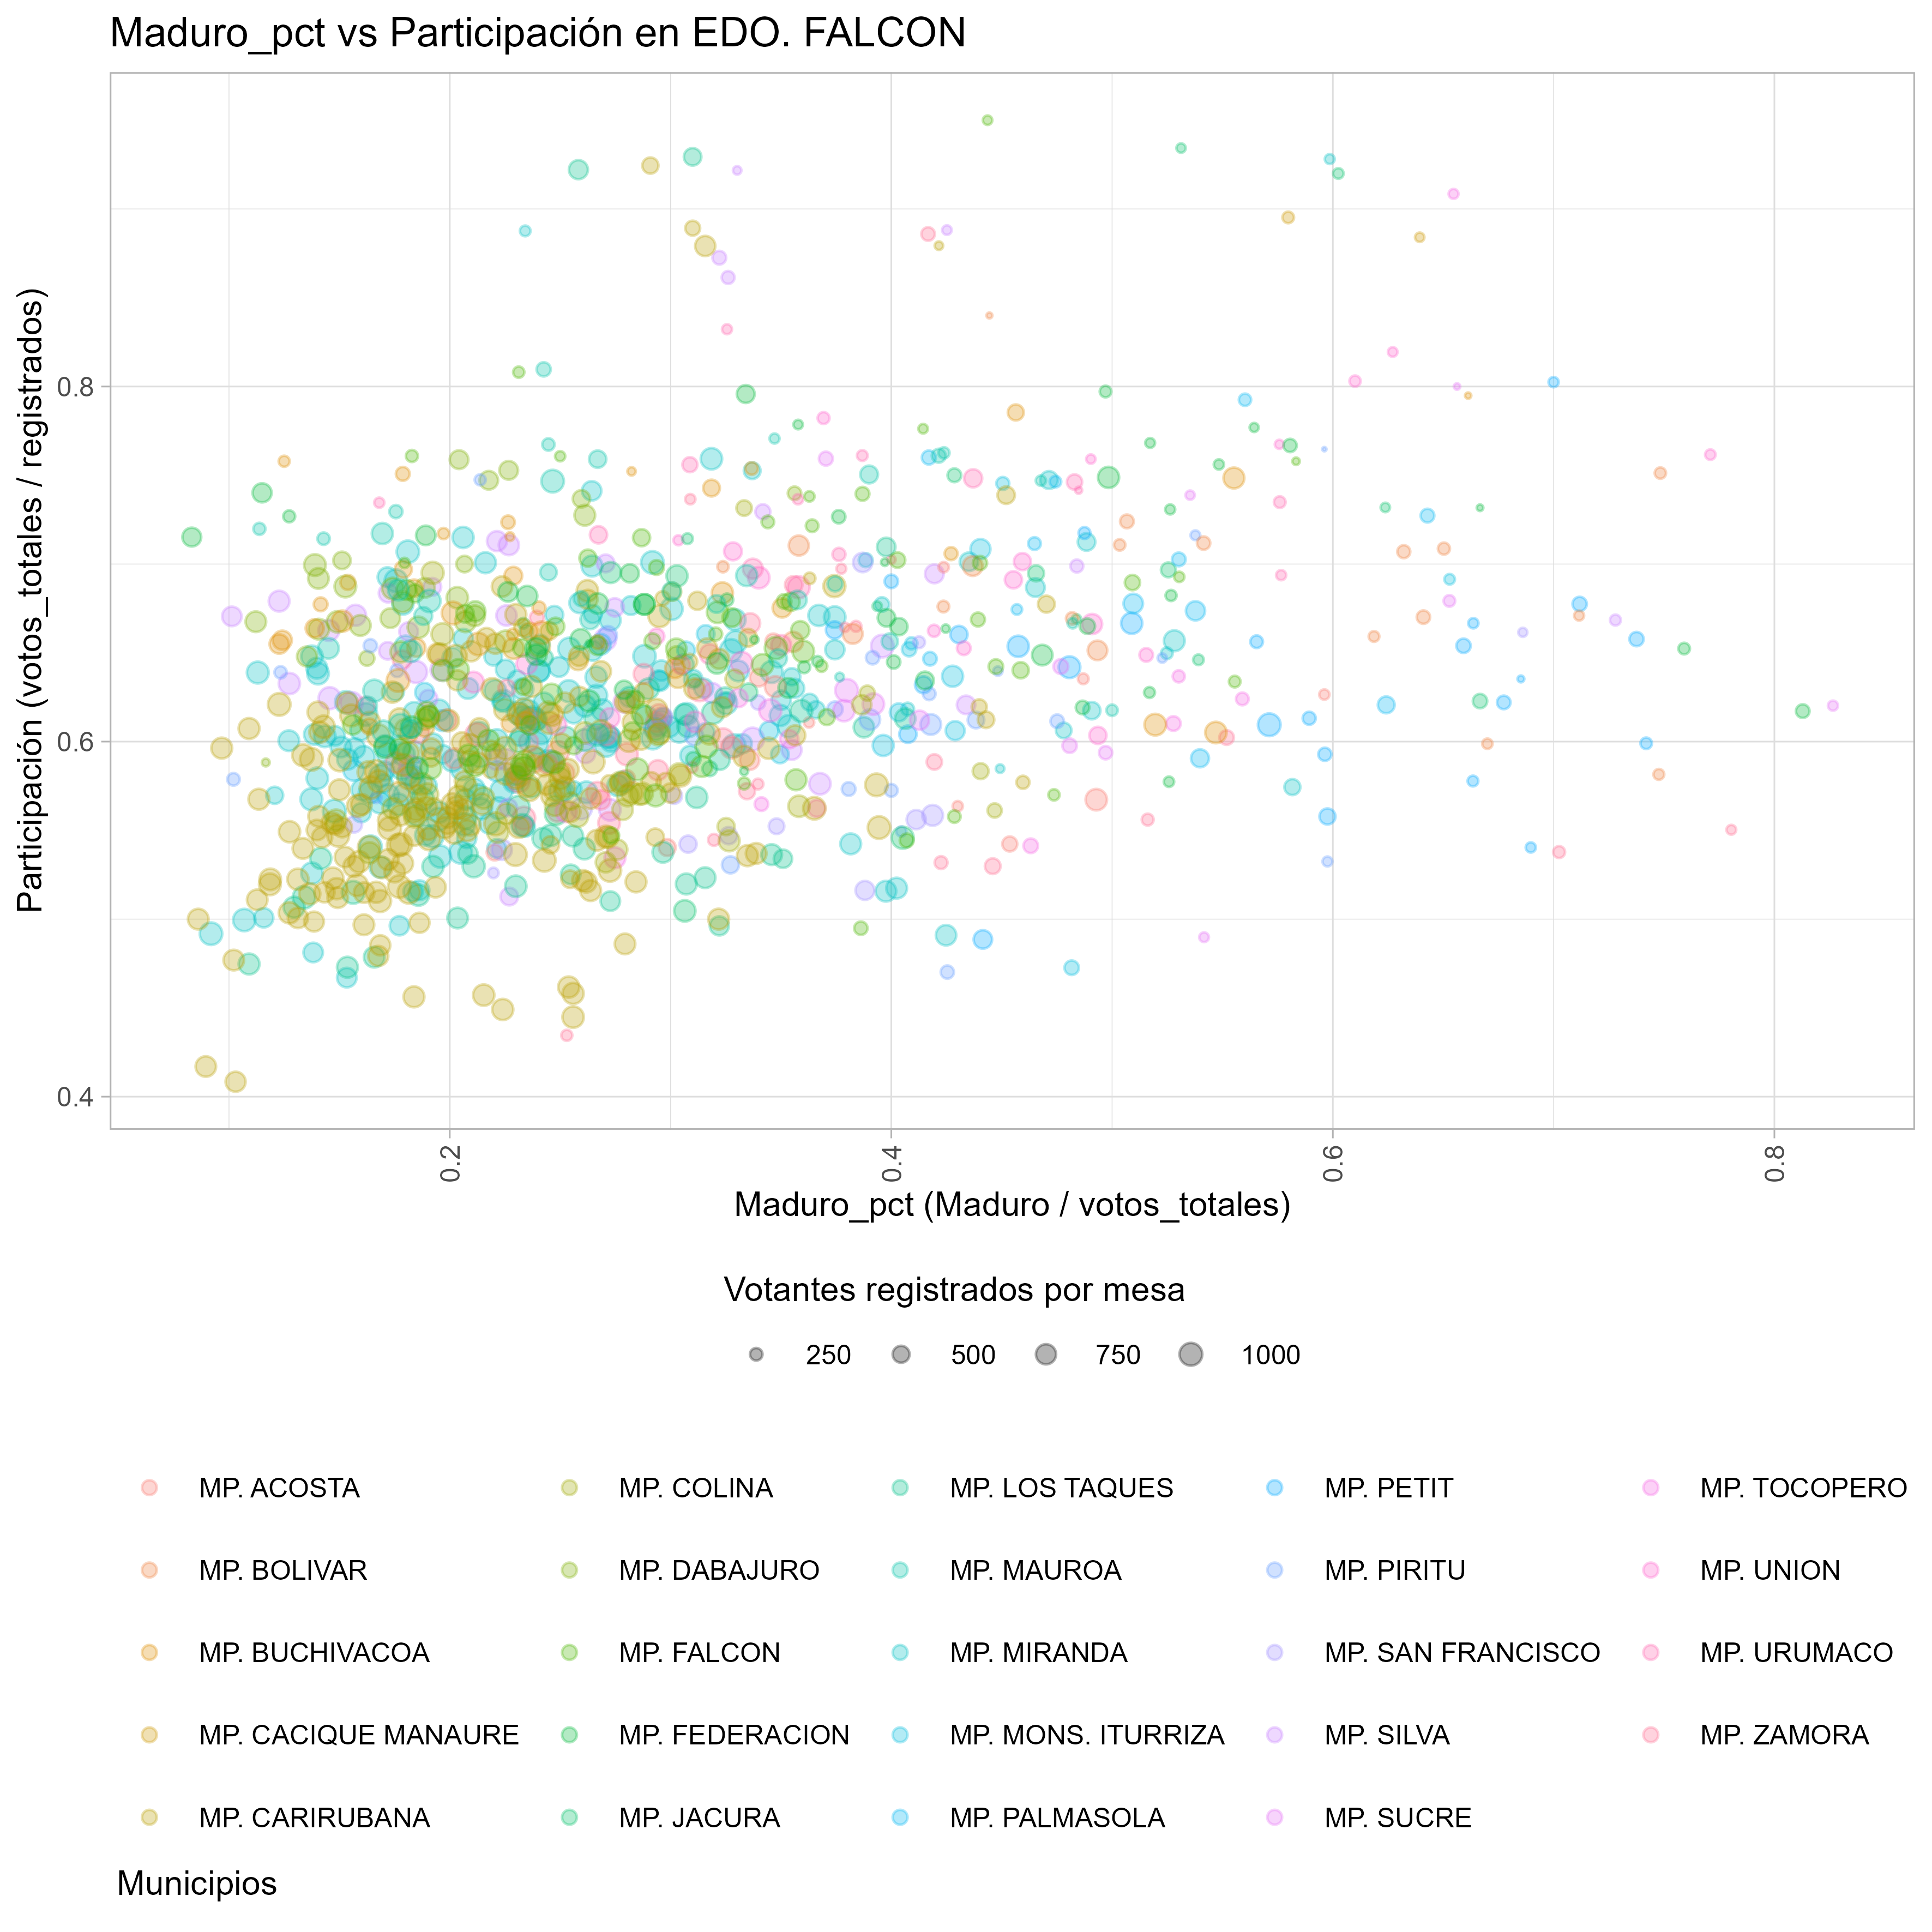 Maduro_pct vs Participación en EDO. FALCON
Participación (votos_totales / registrados)
0.8
0.6
0.4
0.2 0.4 0.6 0.8
Maduro_pct (Maduro / votos_totales)
Votantes registrados por mesa
250 500 750 1000
MP. ACOSTA MP. COLINA MP. LOS TAQUES MP. PETIT MP. TOCOPERO
MP. BOLIVAR MP. DABAJURO MP. MAUROA MP. PIRITU MP. UNION
MP. BUCHIVACOA MP. FALCON MP. MIRANDA MP. SAN FRANCISCO MP. URUMACO
MP. CACIQUE MANAURE MP. FEDERACION MP. MONS. ITURRIZA MP. SILVA MP. ZAMORA
MP. CARIRUBANA MP. JACURA MP. PALMASOLA MP. SUCRE
Municipios